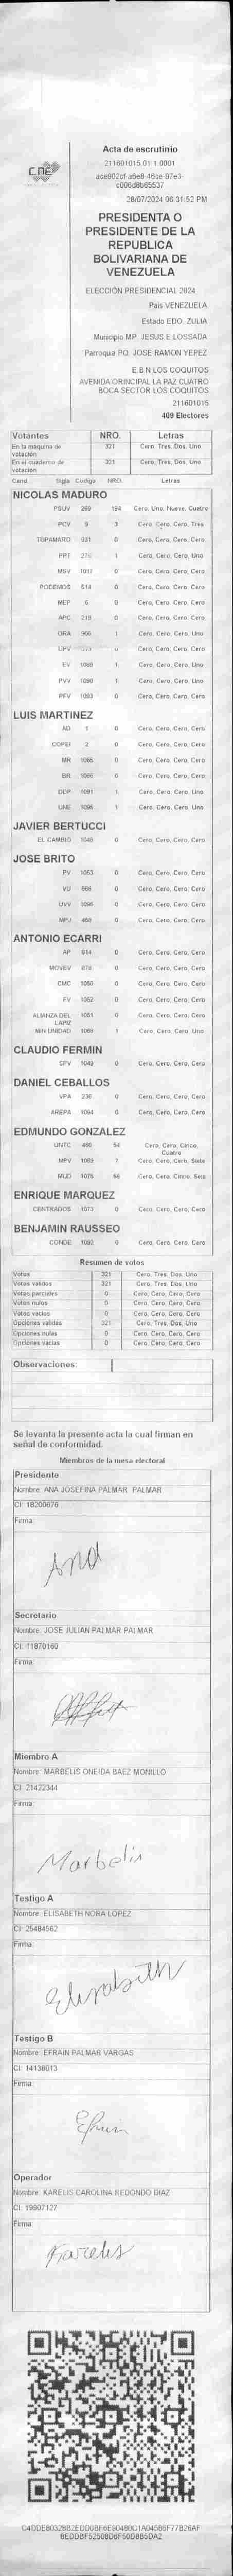 CNE
Acta de escrutinio
211601015.01.1.0001
28/07/2024 06:31:52 PM
PRESIDENTA O
PRESIDENTE DE LA
REPUBLICA
BOLIVARIANA DE
VENEZUELA
ELECCIÓN PRESIDENCIAL 2024
País VENEZUELA
Estado EDO. ZULIA
Municipio MP. JESUS E LOSSADA
Parroquia PQ. JOSE RAMON YEPEZ
E.B.N LOS COQUITOS
AVENIDA ORINCIPAL LA PAZ CUATRO
BOCA SECTOR LOS COQUITOS
211601015
409 Electores
Votantes NRO. Letras
En la maquina de votación 321 Cero, Tres, Dos, Uno
En el cuaderno de votación 321 Cero, Tres, Dos, Uno
Cand Sigla Codigo NRO. Letras
NICOLAS MADURO
PSUV 194 Cero, Uno, Nueve, Cuatro
PCV 3 Cero, Cero, Cero, Tres
TUPAMARO 931 0 Cero, Cero, Cero, Cero
PPT 1 Cero, Cero, Cero, Uno
MSV 1013 0 Cero, Cero, Cero, Cero
PODEMOS 614 0 Cero, Cero, Cero, Cero
MEP 6 0 Cero, Cero, Cero, Cero
APC 219 0 Cero, Cero, Cero, Cero
ORA 966 1 Cero, Cero, Cero, Uno
UPV 0 Cero, Cero, Cero, Cero
EV 1 Cero, Cero, Cero, Uno
PVV 1090 1 Cero, Cero, Cero, Uno
PFV 1093 0 Cero, Cero, Cero, Cero
LUIS MARTINEZ
AD 1 0 Cero, Cero, Cero, Cero
COPEI 2 0 Cero, Cero, Cero, Cero
MR 0 Cero, Cero, Cero, Cero
BR 1066 0 Cero, Cero, Cero, Cero
DDP 1091 1 Cero, Cero, Cero, Uno
UNE 1096 1 Cero, Cero, Cero, Uno
JAVIER BERTUCCI
EL CAMBIO 1048 0 Cero, Cero, Cero, Cero
JOSE BRITO
PV 1053 0 Cero, Cero, Cero, Cero
VU 868 0 Cero, Cero, Cero, Cero
UVV 0 Cero, Cero, Cero, Cero
MPJ 0 Cero, Cero, Cero, Cero
ANTONIO ECARRI
AP 914 0 Cero, Cero, Cero, Cero
MOVEV 0 Cero, Cero, Cero, Cero
CMC 1050 0 Cero, Cero, Cero, Cero
FV 1052 0 Cero, Cero, Cero, Cero
ALIANZA DEL LAPIZ 1051 0 Cero, Cero, Cero, Cero
MIN UNIDAD 1069 1 Cero, Cero, Cero, Uno
CLAUDIO FERMIN
SPV 1049 0 Cero, Cero, Cero, Cero
DANIEL CEBALLOS
VPA 236 0 Cero, Cero, Cero, Cero
AREPA 1094 0 Cero, Cero, Cero, Cero
EDMUNDO GONZALEZ
UNTC 54 Cero, Cero, Cinco, Cuatro
MPV 7 Cero, Cero, Cero, Siete
MUD 1075 56 Cero, Cero, Cinco, Seis
ENRIQUE MARQUEZ
CENTRADOS 1073 0 Cero, Cero, Cero, Cero
BENJAMIN RAUSSEO
CONDE 1080 0 Cero, Cero, Cero, Cero
Resumen de votos
Votos 321 Cero, Tres, Dos, Uno
Votos validos 321 Cero, Tres, Dos, Uno
Votos parciales 0 Cero, Cero, Cero, Cero
Votos nulos 0 Cero, Cero, Cero, Cero
Votos vacios 0 Cero, Cero, Cero, Cero
Opciones validas 321 Cero, Tres, Dos, Uno
Opciones nulas 0 Cero, Cero, Cero, Cero
Opciones vacias 0 Cero, Cero, Cero, Cero
Observaciones:
Se levanta la presente acta la cual firman en
señal de conformidad.
Miembros de la mesa electoral
Presidente
Nombre: ANA JOSEFINA PALMAR PALMAR
CI: 18200676
Firma:
Ana
Secretario
Nombre: JOSE JULIAN PALMAR PALMAR
CI: 11870160
Firma:
Miembro A
Nombre: MARBELIS ONEIDA BAEZ MONILLO
CI: 21422344
Firma:
Marbelis
Testigo A
Nombre: ELISABETH NORA LOPEZ
CI: 25484562
Firma:
Elisabeth
Testigo B
Nombre: EFRAIN PALMAR VARGAS
CI: 14138013
Firma:
Operador
Nombre: KARELIS CAROLINA REDONDO DIAZ
CI: 19907127
Firma:
Karelis